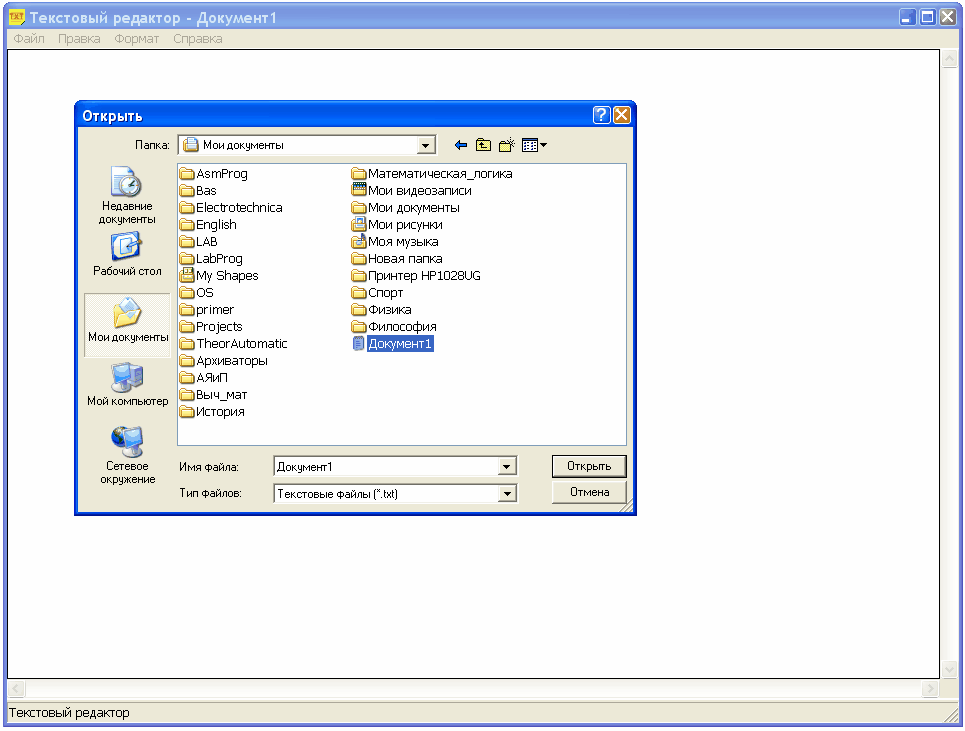 TXT Текстовый редактор - Документ1
Файл Правка Формат Справка
Открыть
Папка: Мои документы
Недавние
документы
Рабочий стол
Мои документы
Мой компьютер
Сетевое
окружение
AsmProg
Bas
Electrotechnica
English
LAB
LabProg
My Shapes
OS
primer
Projects
TheorAutomatic
Архиваторы
АЯиП
Выч_мат
История
Математическая_логика
Мои видеозаписи
Мои документы
Мои рисунки
Моя музыка
Новая папка
Принтер HP1028UG
Спорт
Физика
Философия
Документ1
Имя файла: Документ1 Открыть
Тип файлов: Текстовые файлы (*.txt) Отмена
Текстовый редактор